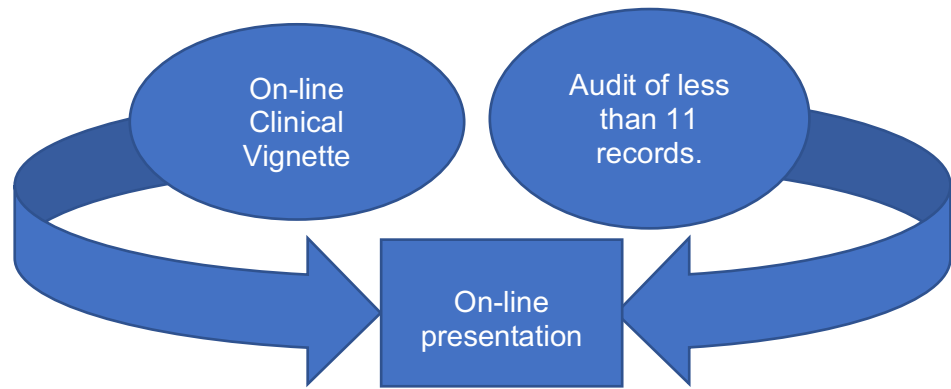 On-line
Clinical
Vignette
Audit of less
than 11
records.
On-line
presentation